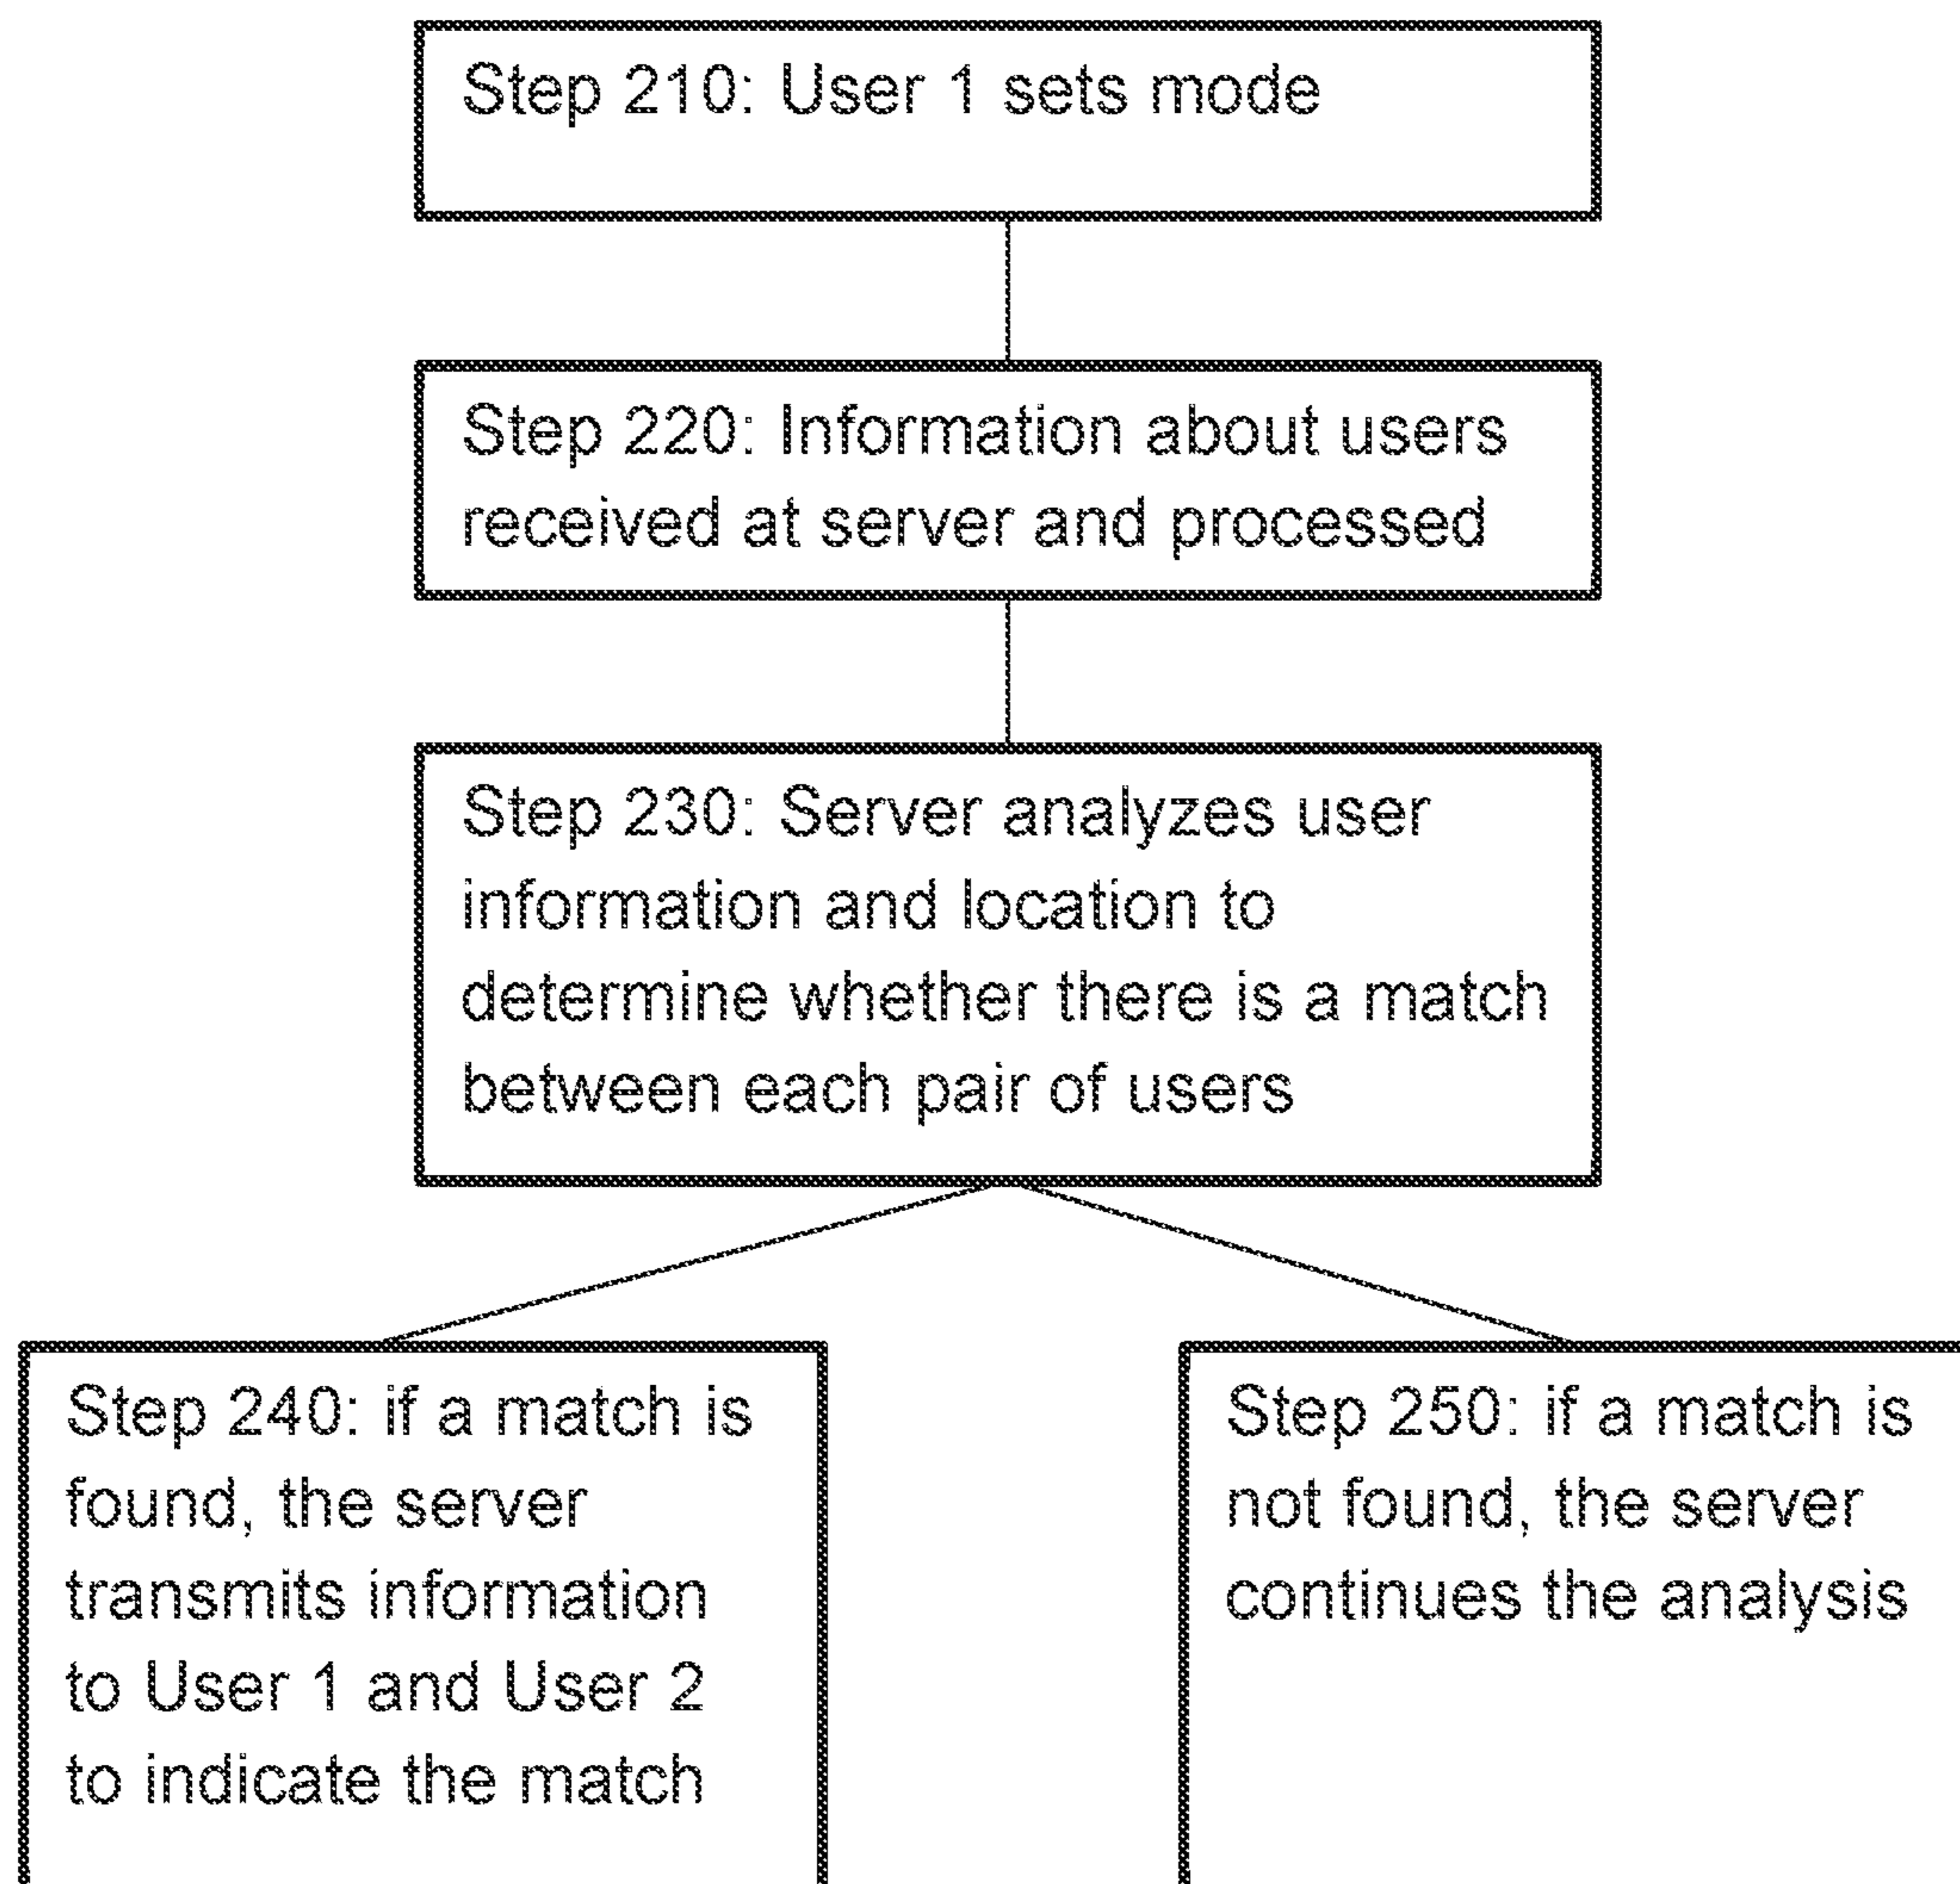 Step 210: User 1 sets mode
Step 220: Information about users
received at server and processed
Step 230: Server analyzes user
information and location to
determine whether there is a match
between each pair of users
Step 240: if a match is
found, the server
transmits information
to User 1 and User 2
to indicate the match
Step 250: if a match is
not found, the server
continues the analysis